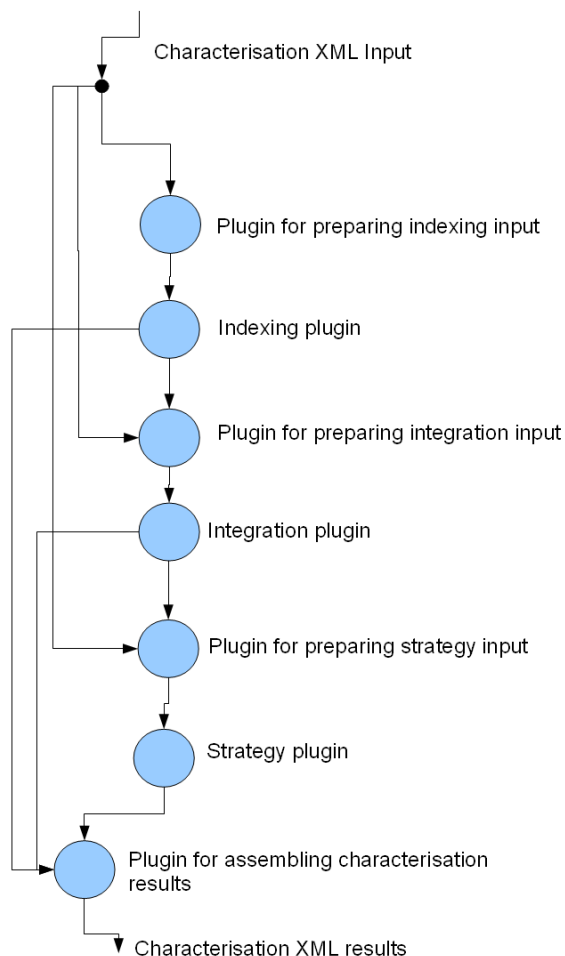 Characterisation XML Input
Plugin for preparing indexing input
Indexing plugin
Plugin for preparing integration input
Integration plugin
Plugin for preparing strategy input
Strategy plugin
Plugin for assembling characterisation
results
Characterisation XML results